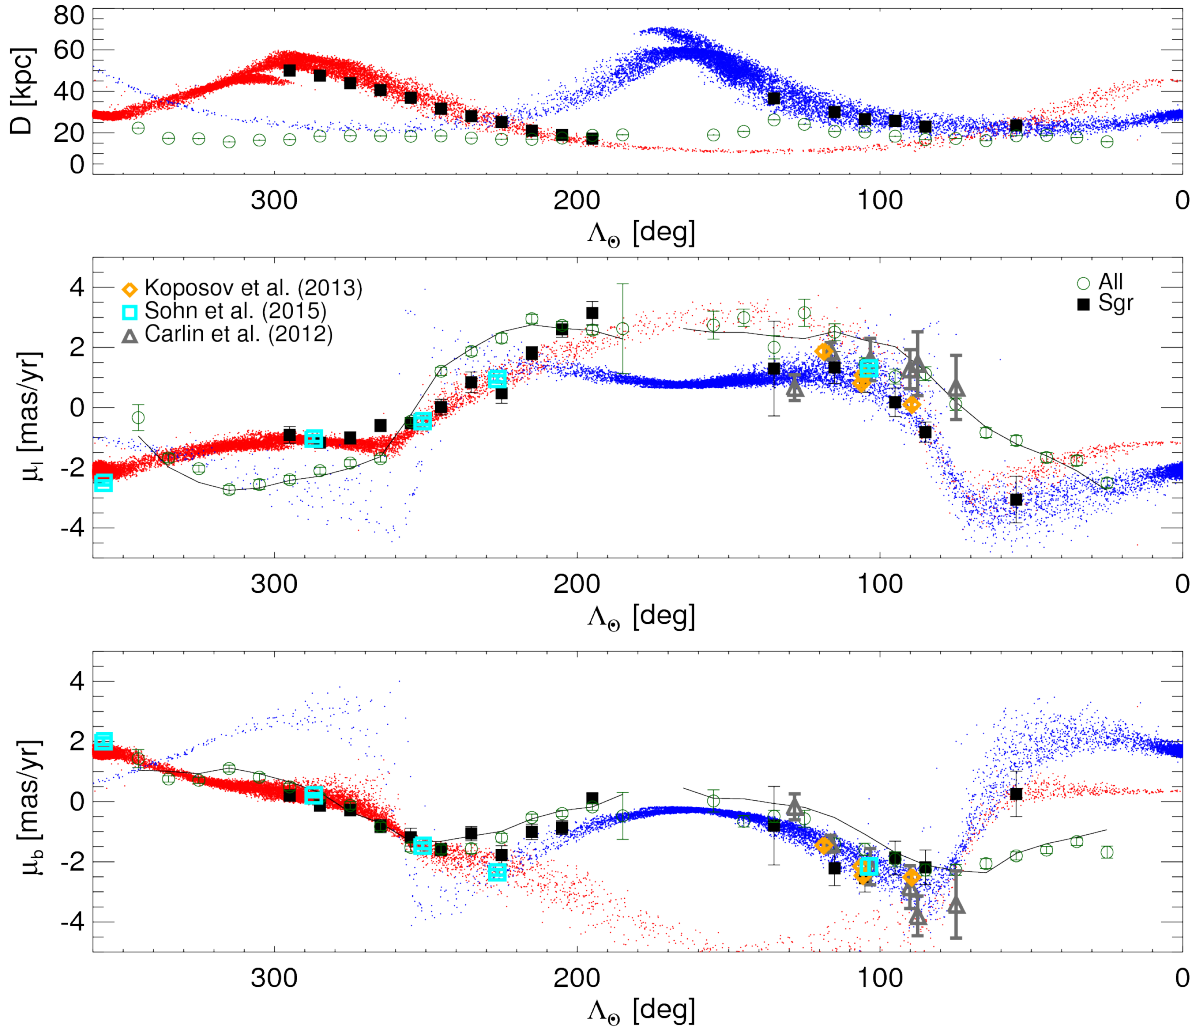 80
60
40
20
0
D [kpc]
300
200
100
0
Λ☉ [deg]
4
2
0
-2
-4
μl [mas/yr]
Koposov et al. (2013)
Sohn et al. (2015)
Carlin et al. (2012)
All
Sgr
300
200
100
0
Λ☉ [deg]
4
2
0
-2
-4
μb [mas/yr]
300
200
100
0
Λ☉ [deg]